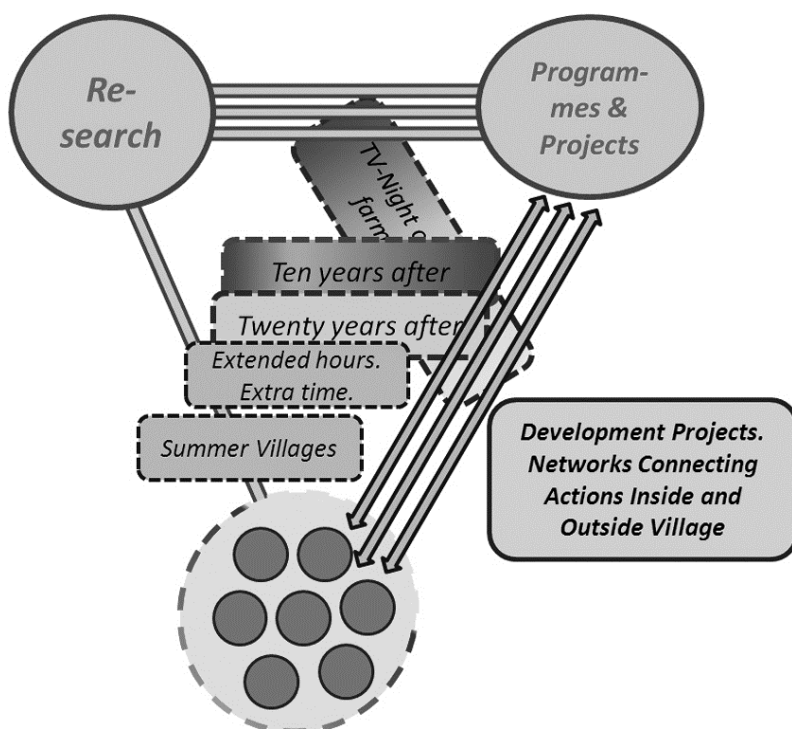 Re-
search
Program-
mes &
Projects
TV-Night
farm
Ten years after
Twenty years after
Extended hours.
Extra time.
Summer Villages
Development Projects.
Networks Connecting
Actions Inside and
Outside Village